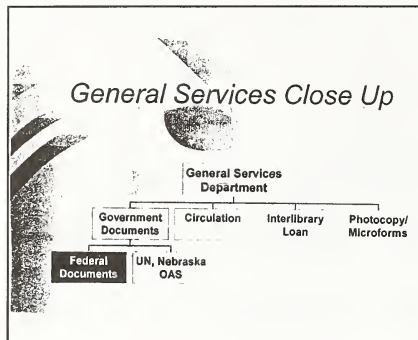 General Services Close Up
General Services
Department
Government
Documents
Circulation
Interlibrary
Loan
Photocopy/
Microforms
Federal
Documents
UN, Nebraska
OAS